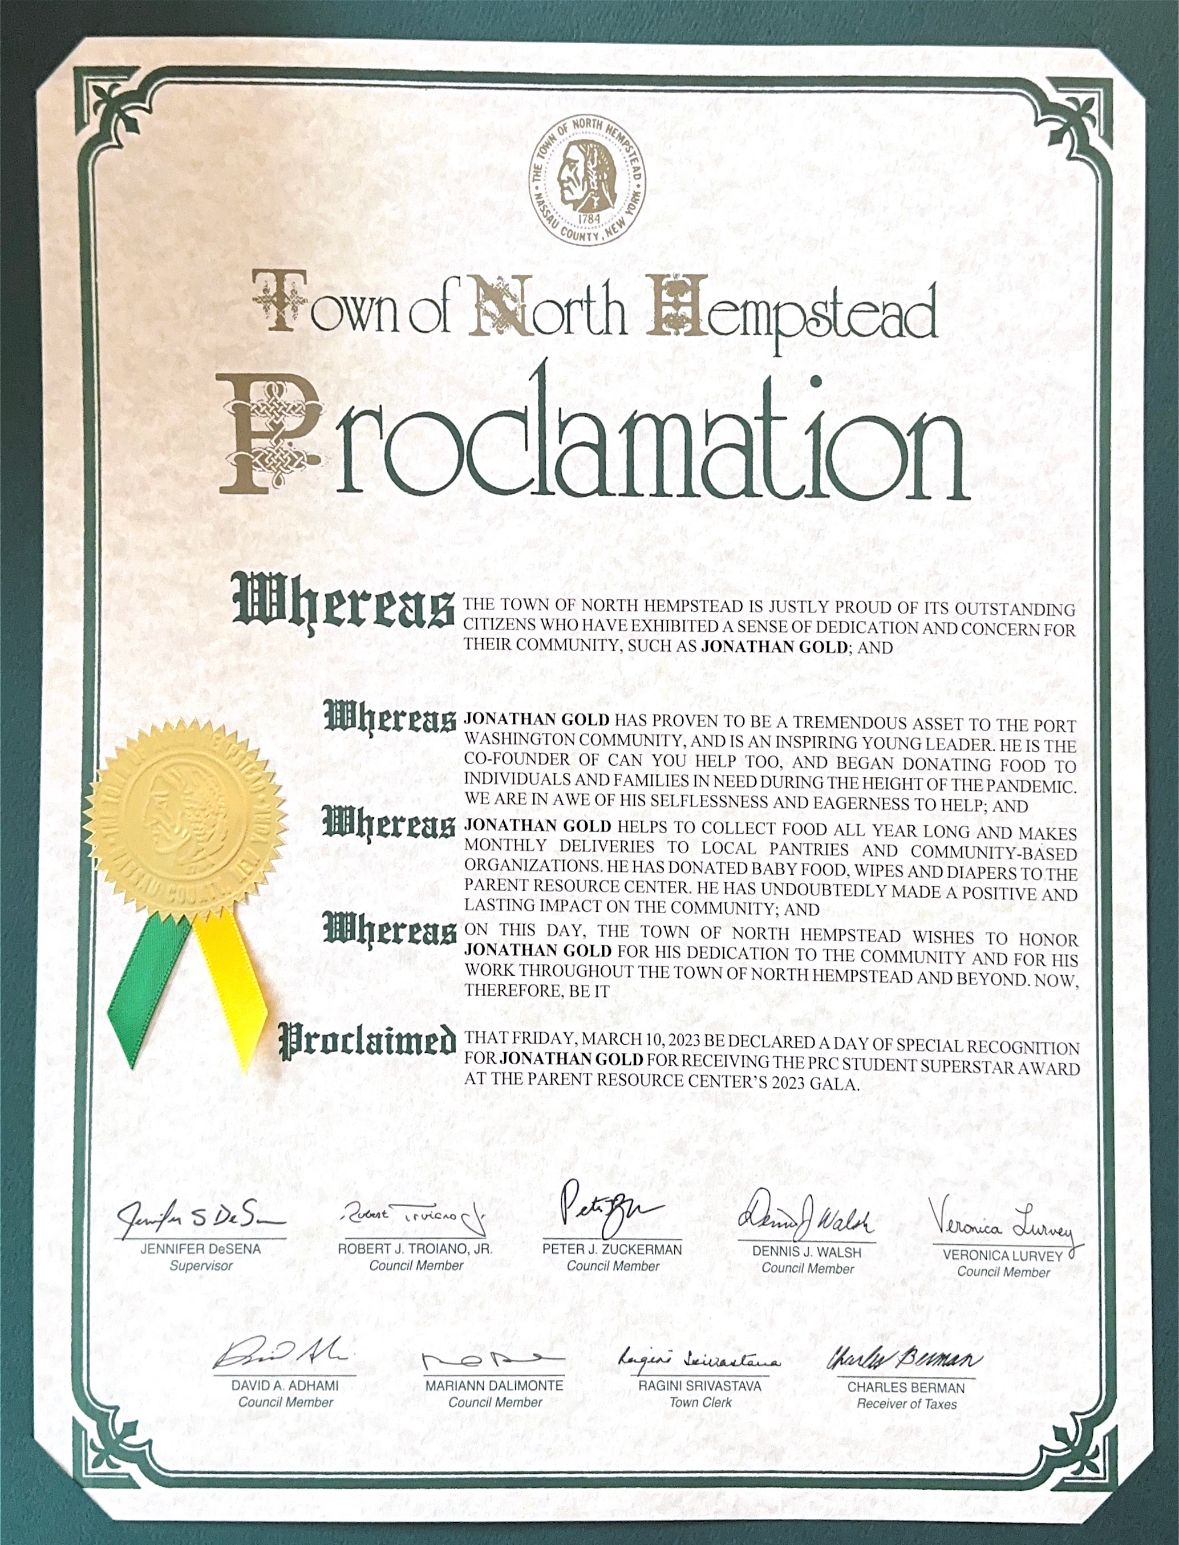 THE TOWN OF NORTH HEMPSTEAD
1784
NASSAU COUNTY, NEW YORK
Town of North Hempstead
Proclamation
Whereas THE TOWN OF NORTH HEMPSTEAD IS JUSTLY PROUD OF ITS OUTSTANDING
CITIZENS WHO HAVE EXHIBITED A SENSE OF DEDICATION AND CONCERN FOR
THEIR COMMUNITY, SUCH AS JONATHAN GOLD; AND
Whereas JONATHAN GOLD HAS PROVEN TO BE A TREMENDOUS ASSET TO THE PORT
WASHINGTON COMMUNITY, AND IS AN INSPIRING YOUNG LEADER. HE IS THE
CO-FOUNDER OF CAN YOU HELP TOO, AND BEGAN DONATING FOOD TO
INDIVIDUALS AND FAMILIES IN NEED DURING THE HEIGHT OF THE PANDEMIC.
WE ARE IN AWE OF HIS SELFLESSNESS AND EAGERNESS TO HELP; AND
Whereas JONATHAN GOLD HELPS TO COLLECT FOOD ALL YEAR LONG AND MAKES
MONTHLY DELIVERIES TO LOCAL PANTRIES AND COMMUNITY-BASED
ORGANIZATIONS. HE HAS DONATED BABY FOOD, WIPES AND DIAPERS TO THE
PARENT RESOURCE CENTER. HE HAS UNDOUBTEDLY MADE A POSITIVE AND
LASTING IMPACT ON THE COMMUNITY; AND
Whereas ON THIS DAY, THE TOWN OF NORTH HEMPSTEAD WISHES TO HONOR
JONATHAN GOLD FOR HIS DEDICATION TO THE COMMUNITY AND FOR HIS
WORK THROUGHOUT THE TOWN OF NORTH HEMPSTEAD AND BEYOND. NOW,
THEREFORE, BE IT
Proclaimed THAT FRIDAY, MARCH 10, 2023 BE DECLARED A DAY OF SPECIAL RECOGNITION
FOR JONATHAN GOLD FOR RECEIVING THE PRC STUDENT SUPERSTAR AWARD
AT THE PARENT RESOURCE CENTER'S 2023 GALA.
Jennifer S DeSena Robert Troiano Jr. Dennis J Walsh Veronica Lurvey
JENNIFER DeSENA ROBERT J. TROIANO, JR. PETER J. ZUCKERMAN DENNIS J. WALSH VERONICA LURVEY
Supervisor Council Member Council Member Council Member Council Member
Ragini Srivastava Charles Berman
DAVID A. ADHAMI MARIANN DALIMONTE RAGINI SRIVASTAVA CHARLES BERMAN
Council Member Council Member Town Clerk Receiver of Taxes